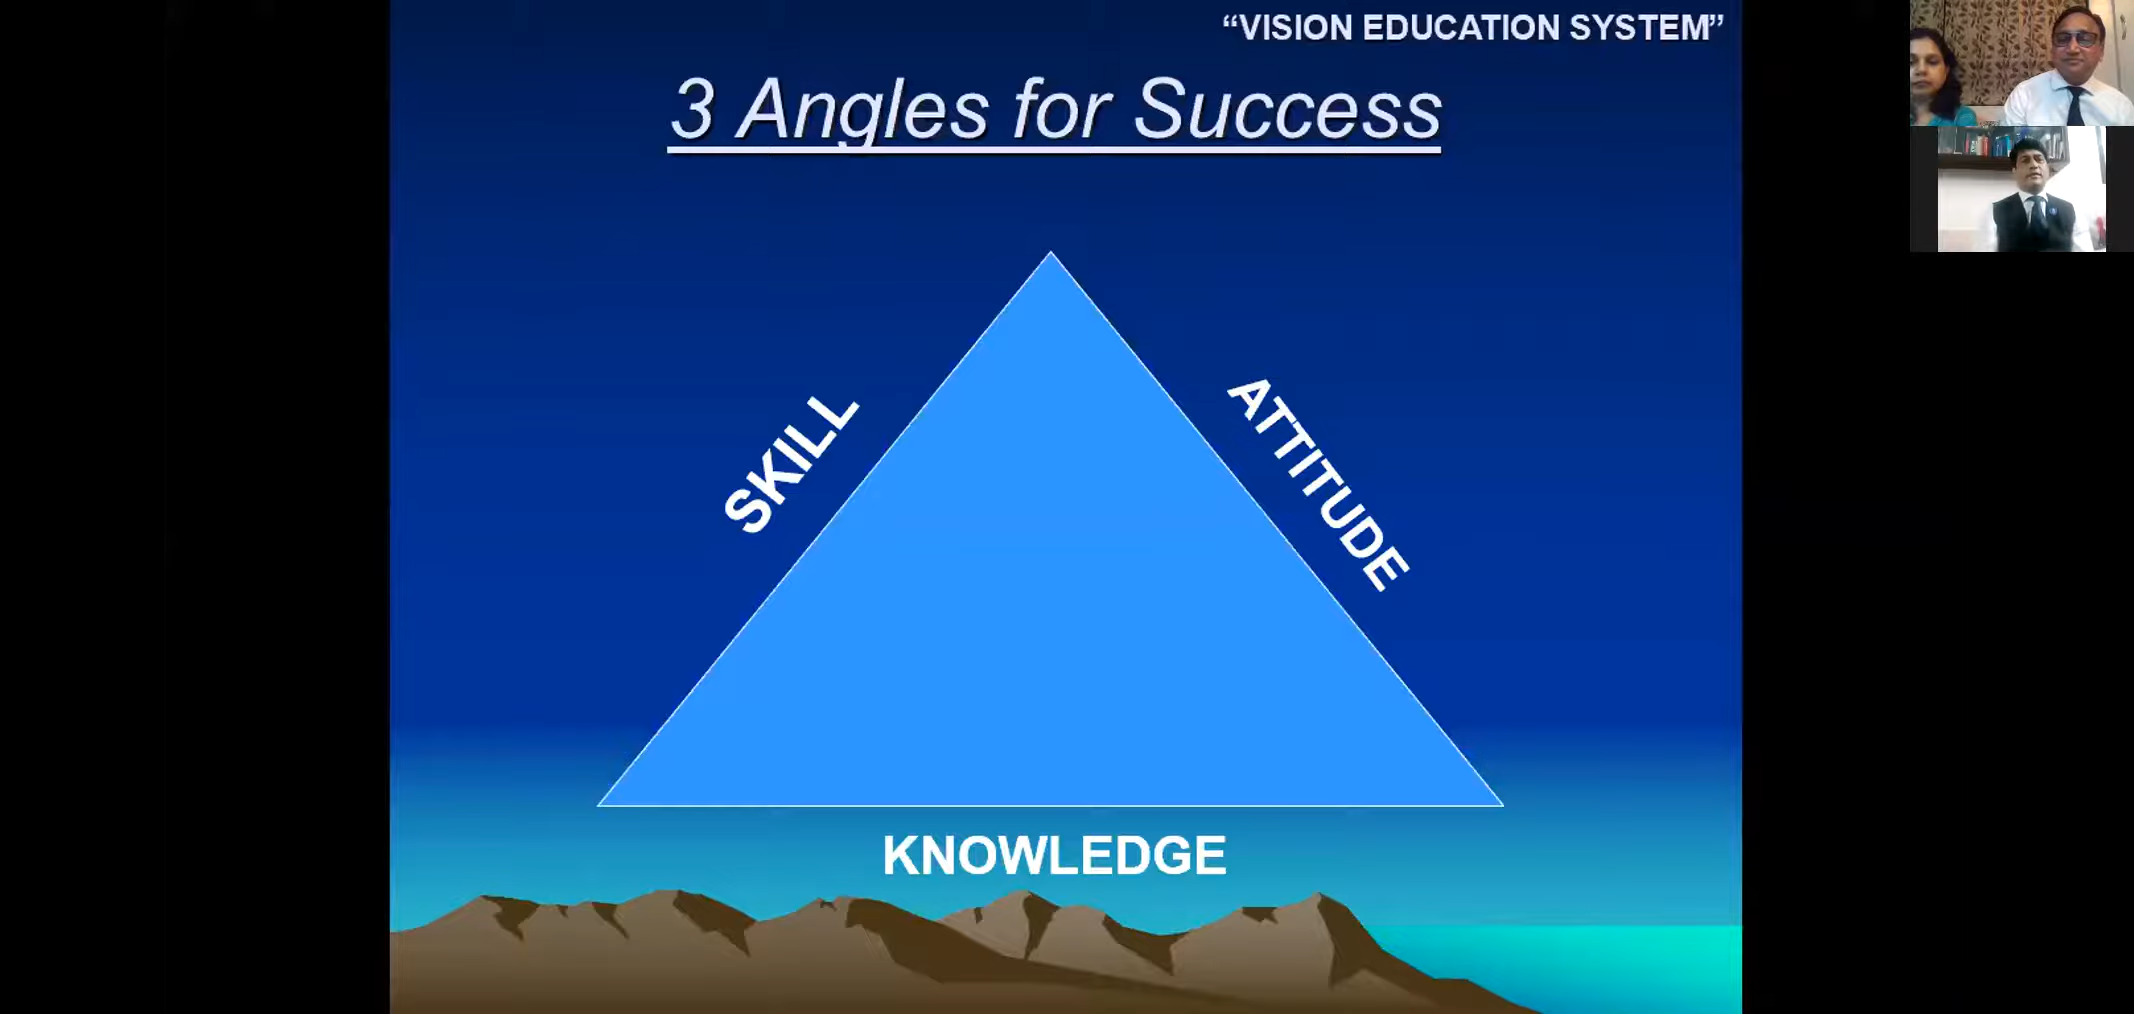 “VISION EDUCATION SYSTEM”
3 Angles for Success
SKILL
ATTITUDE
KNOWLEDGE